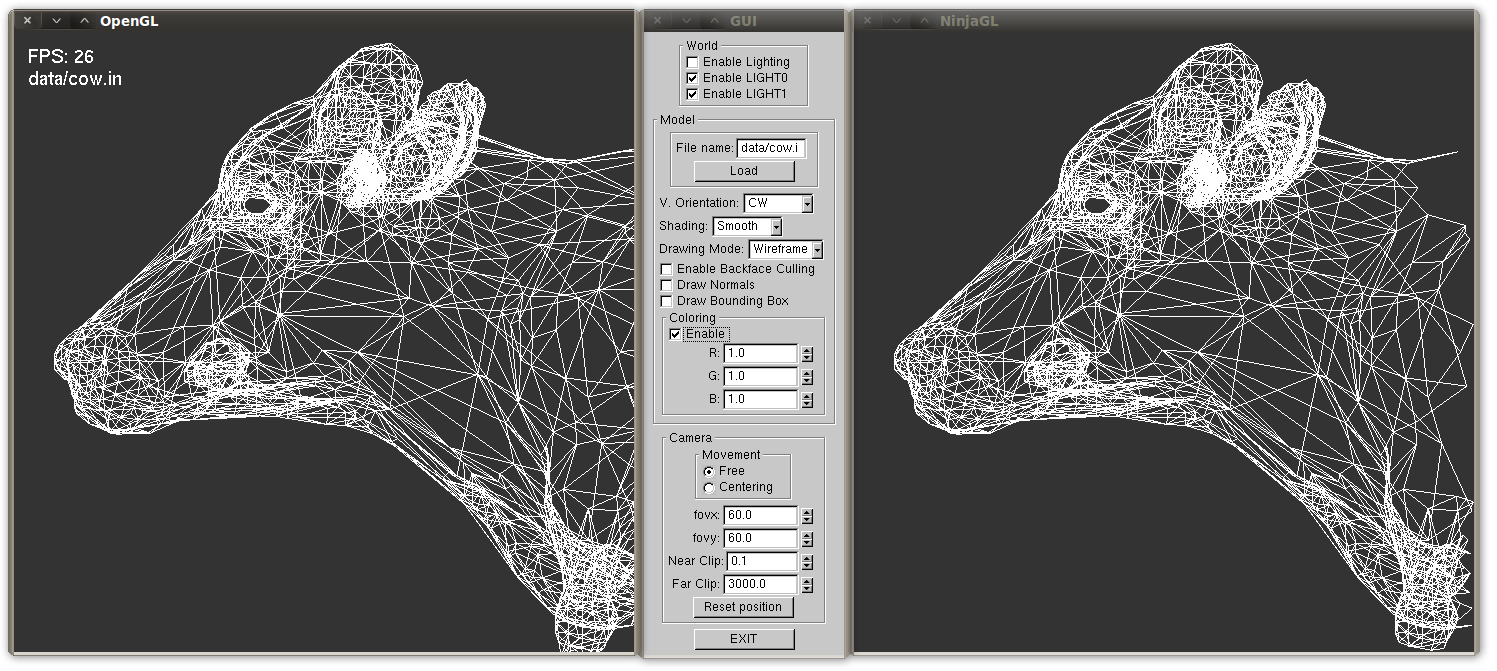 OpenGL
FPS: 26
data/cow.in
GUI
World
Enable Lighting
Enable LIGHT0
Enable LIGHT1
Model
File name: data/cow.i
Load
V. Orientation: CW
Shading: Smooth
Drawing Mode: Wireframe
Enable Backface Culling
Draw Normals
Draw Bounding Box
Coloring
Enable
R: 1.0
G: 1.0
B: 1.0
Camera
Movement
Free
Centering
fovx: 60.0
fovy: 60.0
Near Clip: 0.1
Far Clip: 3000.0
Reset position
EXIT
NinjaGL